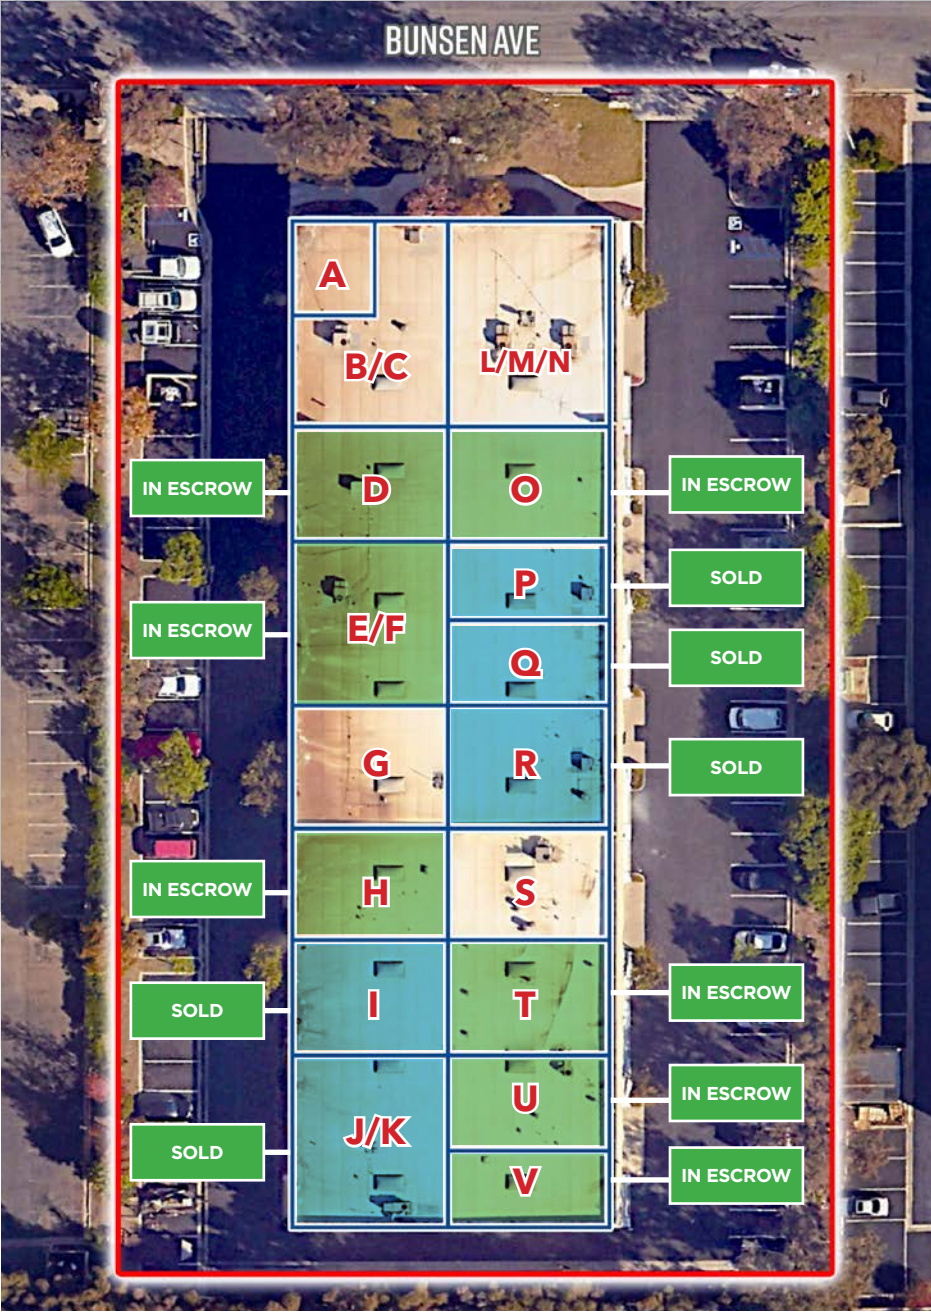 BUNSEN AVE
A
B/C
L/M/N
IN ESCROW
D
O
IN ESCROW
P
SOLD
IN ESCROW
E/F
Q
SOLD
G
R
SOLD
IN ESCROW
H
S
SOLD
I
T
IN ESCROW
U
IN ESCROW
SOLD
J/K
V
IN ESCROW